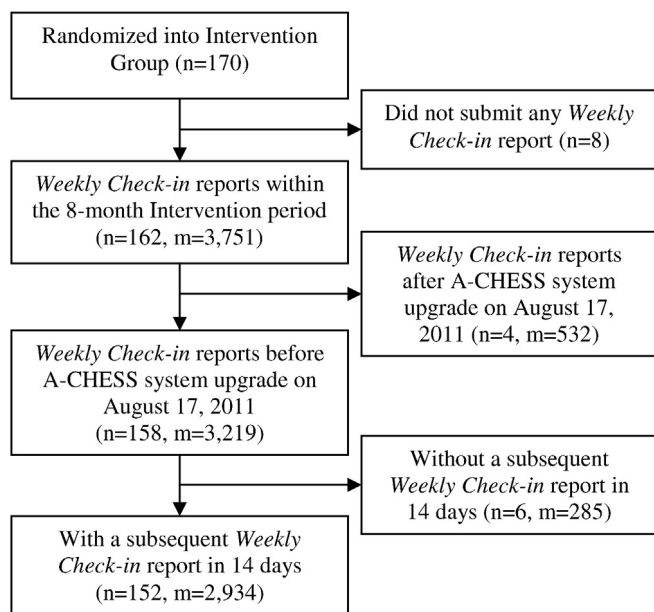 Randomized into Intervention
Group (n=170)
Did not submit any Weekly
Check-in report (n=8)
Weekly Check-in reports within
the 8-month Intervention period
(n=162, m=3,751)
Weekly Check-in reports
after A-CHESS system
upgrade on August 17,
2011 (n=4, m=532)
Weekly Check-in reports before
A-CHESS system upgrade on
August 17, 2011
(n=158, m=3,219)
Without a subsequent
Weekly Check-in report in
14 days (n=6, m=285)
With a subsequent Weekly
Check-in report in 14 days
(n=152, m=2,934)